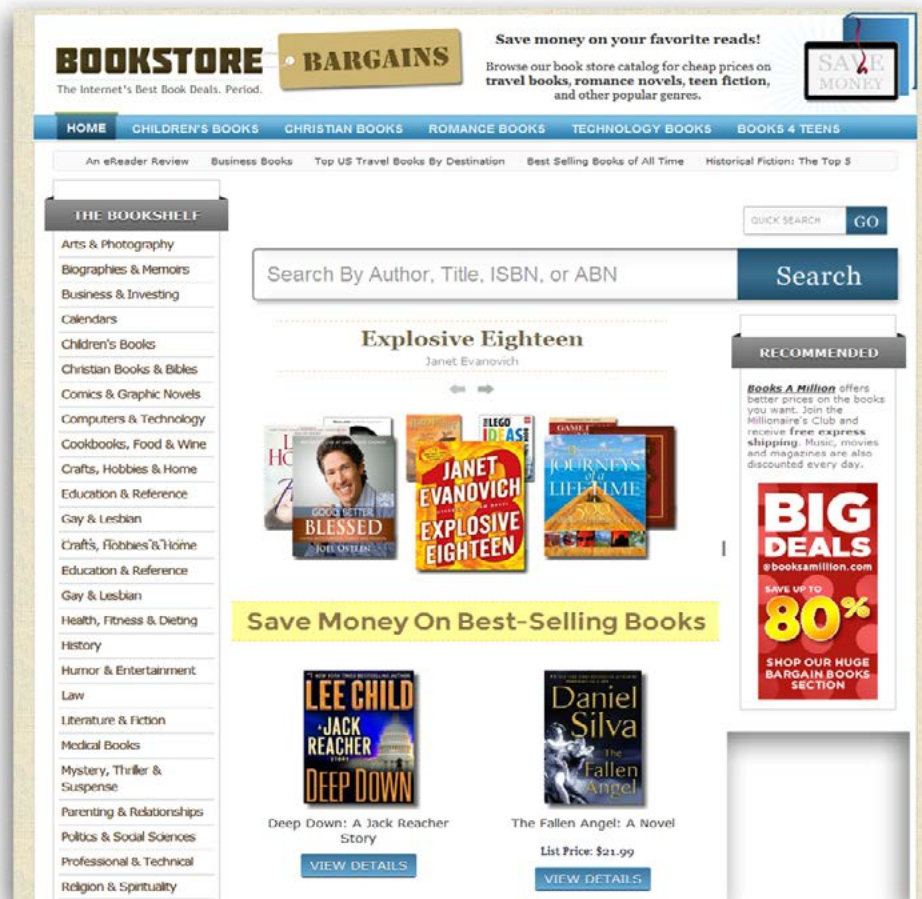 BOOKSTORE
BARGAINS
The Internet's Best Book Deals. Period.
Save money on your favorite reads!
Browse our book store catalog for cheap prices on
travel books, romance novels, teen fiction,
and other popular genres.
SAVE
MONEY
HOME CHILDREN'S BOOKS CHRISTIAN BOOKS ROMANCE BOOKS TECHNOLOGY BOOKS BOOKS 4 TEENS
An eReader Review Business Books Top US Travel Books By Destination Best Selling Books of All Time Historical Fiction: The Top 5
THE BOOKSHELF
Arts & Photography
Biographies & Memoirs
Business & Investing
Calendars
Children's Books
Christian Books & Bibles
Comics & Graphic Novels
Computers & Technology
Cookbooks, Food & Wine
Crafts, Hobbies & Home
Education & Reference
Gay & Lesbian
Crafts, Hobbies & Home
Education & Reference
Gay & Lesbian
Health, Fitness & Dieting
History
Humor & Entertainment
Law
Literature & Fiction
Medical Books
Mystery, Thriller &
Suspense
Parenting & Relationships
Politics & Social Sciences
Professional & Technical
Religion & Spirituality
QUICK SEARCH GO
Search By Author, Title, ISBN, or ABN Search
Explosive Eighteen
Janet Evanovich
LEGO
IDEAS
GAME
GOOD, BETTER,
BLESSED
JOEL OSTEEN
JANET
EVANOVICH
EXPLOSIVE
EIGHTEEN
JOURNEYS
of a
LIFETIME
500
Save Money On Best-Selling Books
LEE CHILD
A JACK
REACHER
STORY
DEEP DOWN
Deep Down: A Jack Reacher
Story
VIEW DETAILS
Daniel
Silva
The
Fallen
Angel
The Fallen Angel: A Novel
List Price: $21.99
VIEW DETAILS
RECOMMENDED
Books A Million offers
better prices on the books
you want. Join the
Millionaire's Club and
receive free express
shipping. Music, movies
and magazines are also
discounted every day.
BIG
DEALS
@booksamillion.com
SAVE UP TO
80%
SHOP OUR HUGE
BARGAIN BOOKS
SECTION